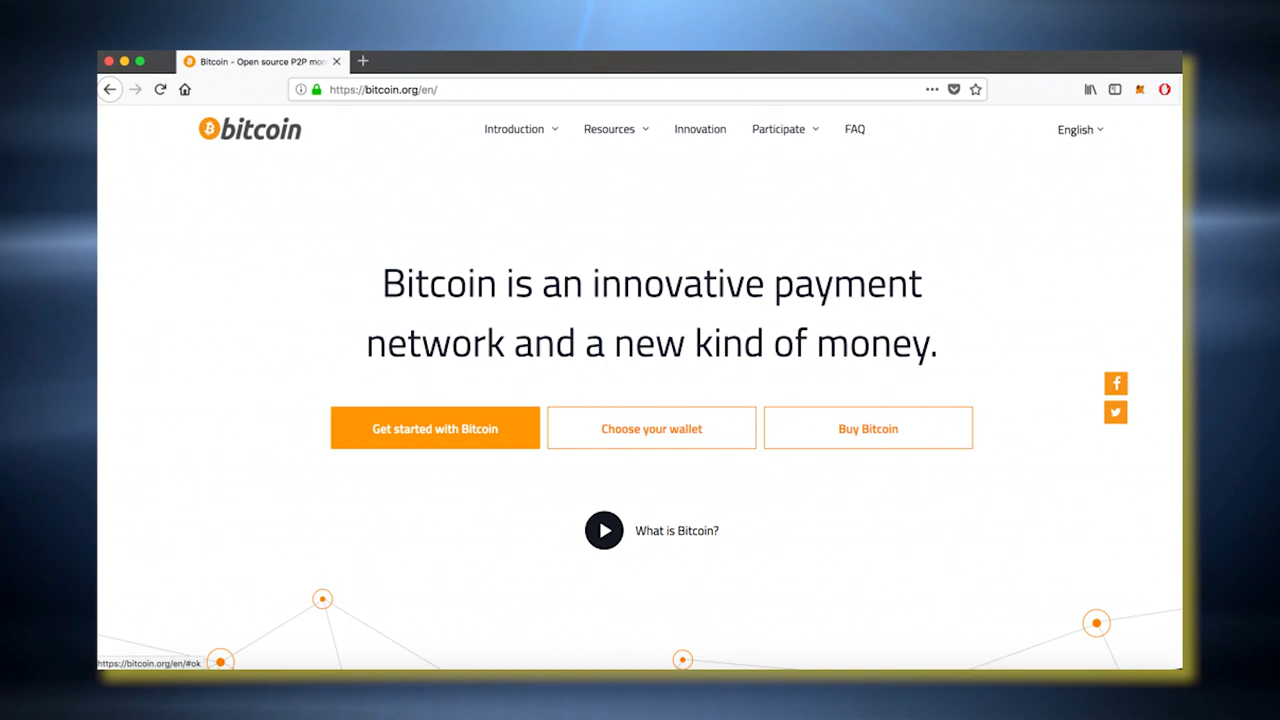 Bitcoin - Open source P2P mon
https://bitcoin.org/en/
bitcoin
Introduction
Resources
Innovation
Participate
FAQ
English
Bitcoin is an innovative payment
network and a new kind of money.
Get started with Bitcoin
Choose your wallet
Buy Bitcoin
What is Bitcoin?
https://bitcoin.org/en/#ok